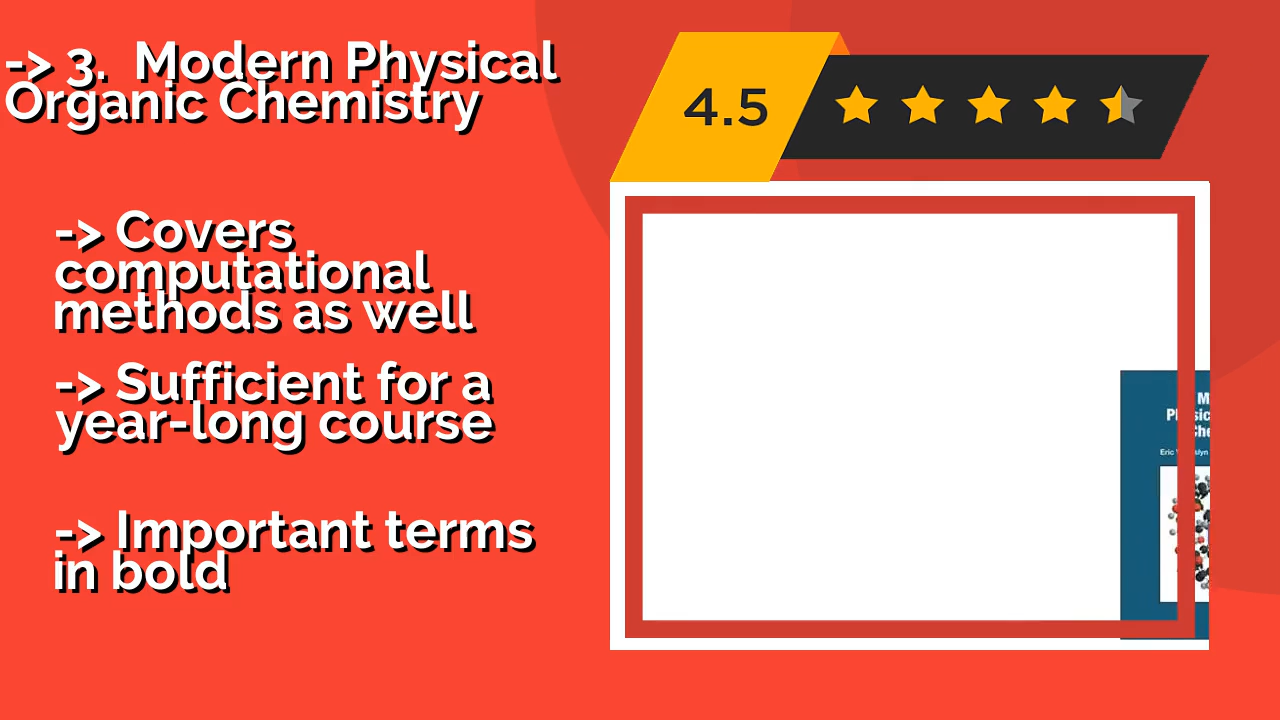 -> 3. Modern Physical
Organic Chemistry
4.5
-> Covers
computational
methods as well
-> Sufficient for a
year-long course
-> Important terms
in bold
Eric